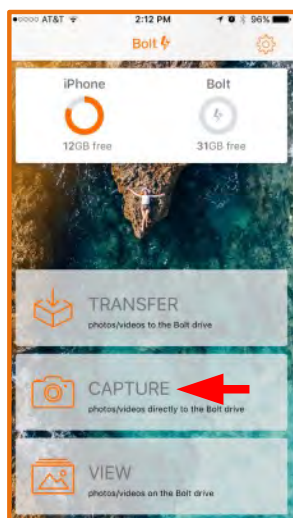 AT&T 2:12 PM 96%
Bolt
iPhone Bolt
12GB free 31GB free
TRANSFER
photos/videos to the Bolt drive
CAPTURE
photos/videos directly to the Bolt drive
VIEW
photos/videos on the Bolt drive